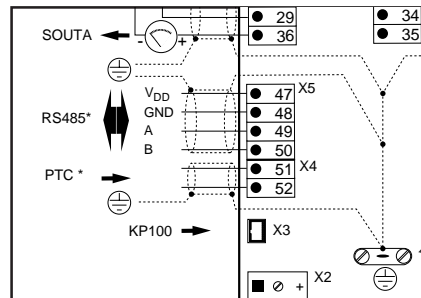 29 34
SOUTA - + 36 35
VDD 47 X5
GND 48
RS485* A 49
B 50
51 X4
PTC * 52
KP100 X3
X2
+